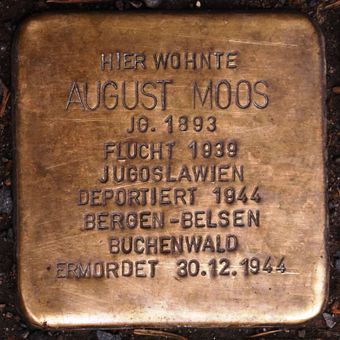 HIER WOHNTE
AUGUST MOOS
JG. 1893
FLUCHT 1939
JUGOSLAWIEN
DEPORTIERT 1944
BERGEN-BELSEN
BUCHENWALD
ERMORDET 30.12.1944